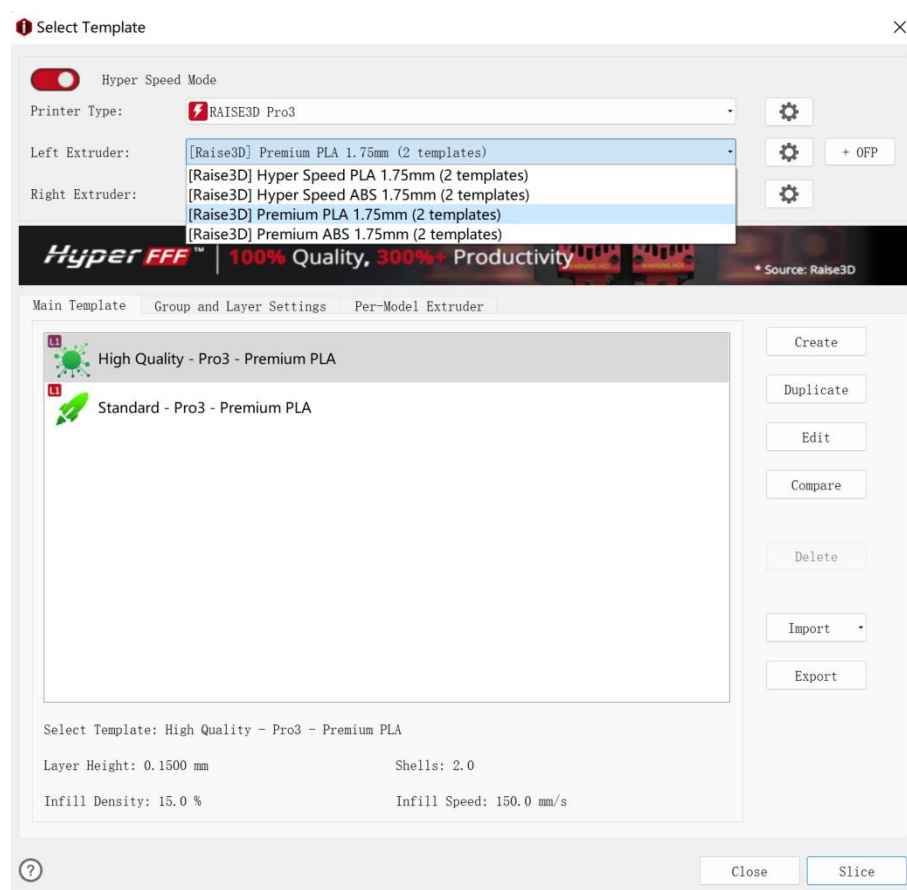 Select Template
Hyper Speed Mode
Printer Type: RAISE3D Pro3
Left Extruder: [Raise3D] Premium PLA 1.75mm (2 templates) + OFP
[Raise3D] Hyper Speed PLA 1.75mm (2 templates)
Right Extruder: [Raise3D] Hyper Speed ABS 1.75mm (2 templates)
[Raise3D] Premium PLA 1.75mm (2 templates)
[Raise3D] Premium ABS 1.75mm (2 templates)
Hyper FFF™ | 100% Quality, 300%+ Productivity * Source: Raise3D
Main Template Group and Layer Settings Per-Model Extruder
L1 High Quality - Pro3 - Premium PLA
L1 Standard - Pro3 - Premium PLA
Create
Duplicate
Edit
Compare
Delete
Import
Export
Select Template: High Quality - Pro3 - Premium PLA
Layer Height: 0.1500 mm Shells: 2.0
Infill Density: 15.0 % Infill Speed: 150.0 mm/s
? Close Slice